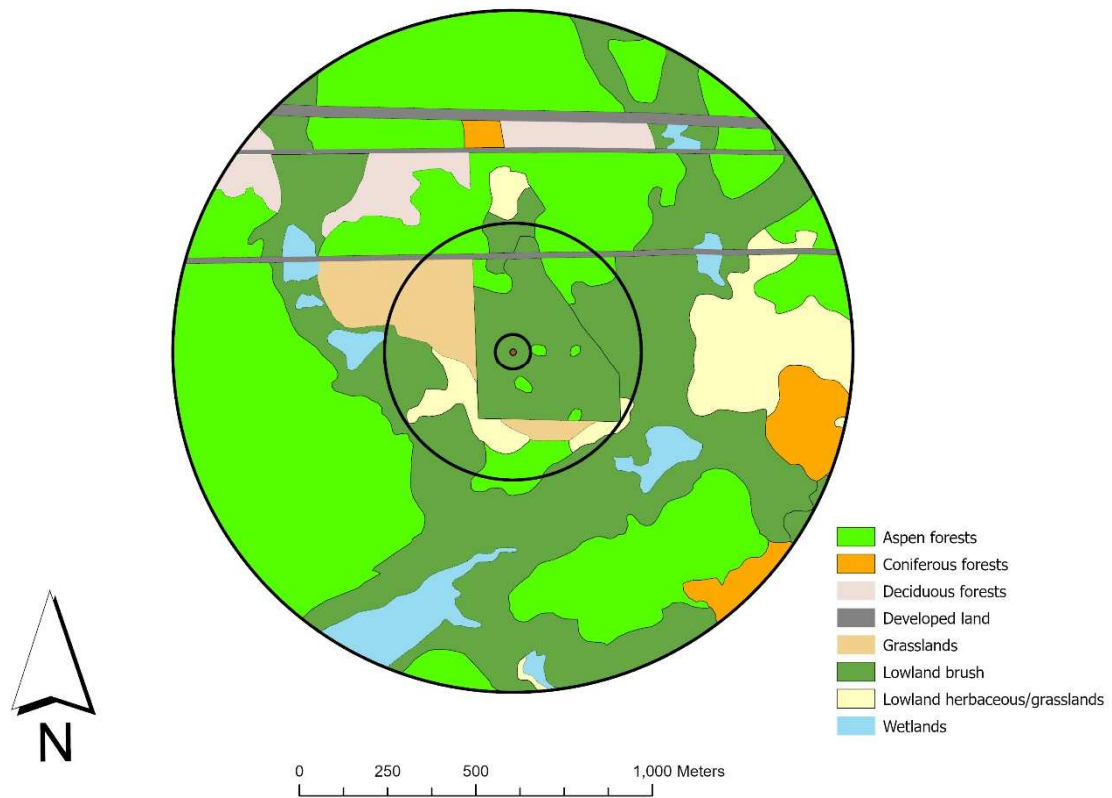 Aspen forests
Coniferous forests
Deciduous forests
Developed land
Grasslands
Lowland brush
Lowland herbaceous/grasslands
Wetlands
N
0 250 500 1,000 Meters